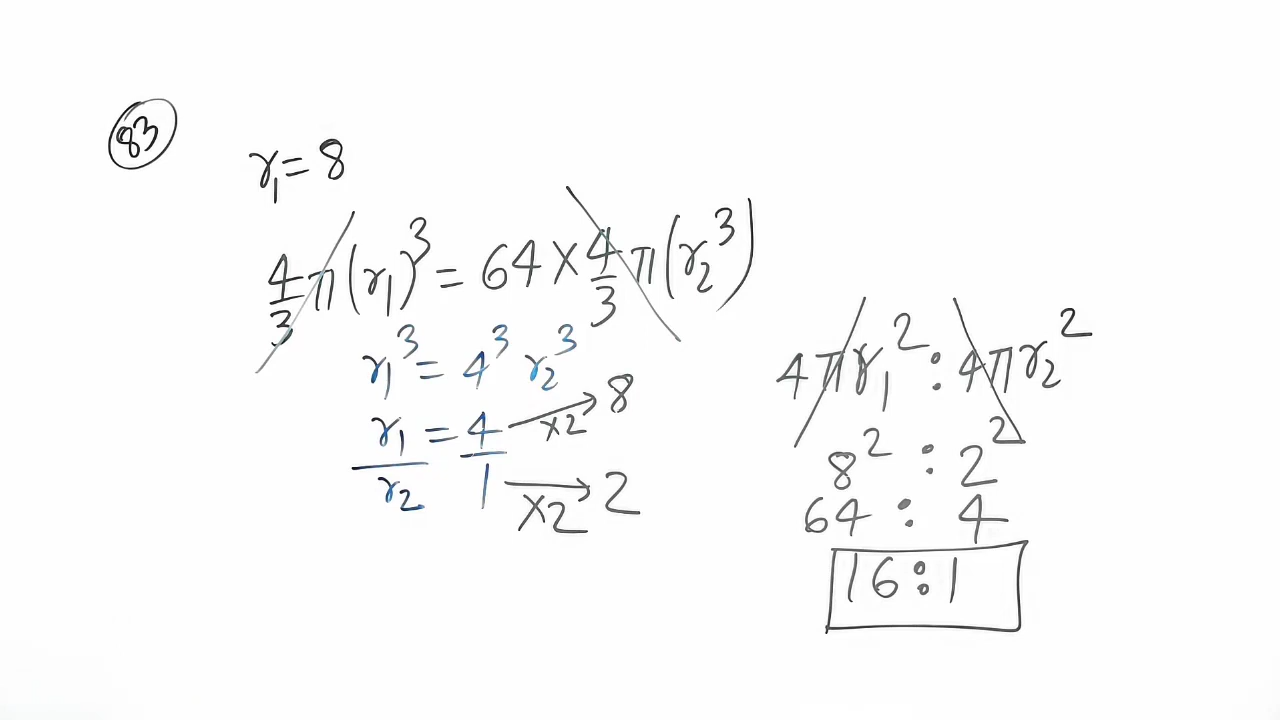 83
r₁ = 8
4/3 π(r₁)³ = 64 × 4/3 π(r₂³)
r₁³ = 4³ r₂³
r₁/r₂ = 4/1
×2 → 8
×2 → 2
4πr₁² : 4πr₂²
8² : 2²
64 : 4
16 : 1